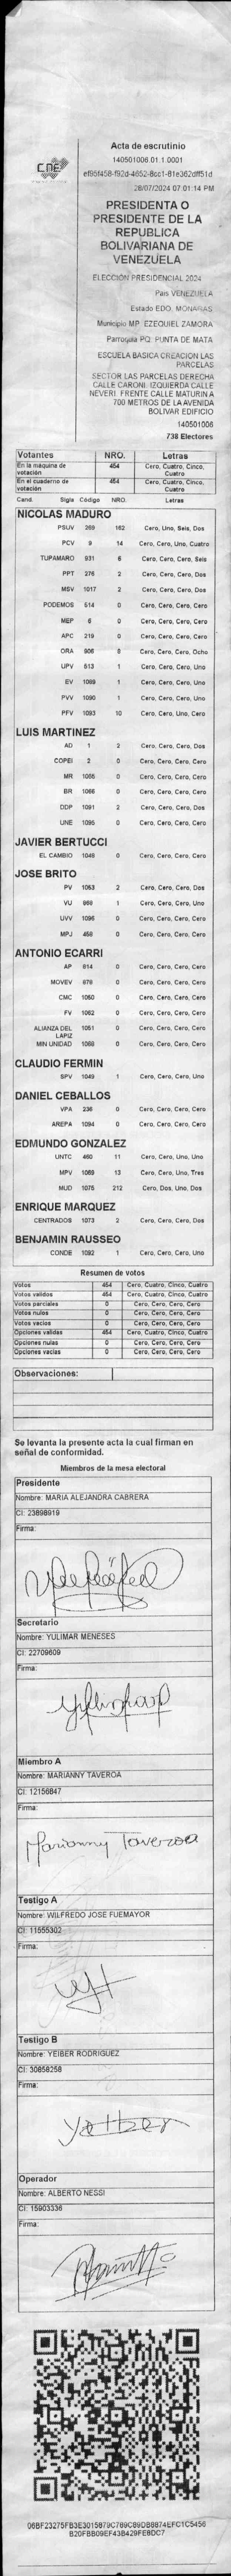 CNE
Acta de escrutinio
140501006.01.1.0001
ef95f458-f92d-4652-8cc1-81e362dff51d
28/07/2024 07:01:14 PM
PRESIDENTA O
PRESIDENTE DE LA
REPUBLICA
BOLIVARIANA DE
VENEZUELA
ELECCIÓN PRESIDENCIAL 2024
País VENEZUELA
Estado EDO. MONAGAS
Municipio MP. EZEQUIEL ZAMORA
Parroquia PQ. PUNTA DE MATA
ESCUELA BASICA CREACION LAS
PARCELAS
SECTOR LAS PARCELAS DERECHA
CALLE CARONI. IZQUIERDA CALLE
NEVERI. FRENTE CALLE MATURIN A
700 METROS DE LA AVENIDA
BOLIVAR EDIFICIO
140501006
738 Electores
Votantes NRO. Letras
En la máquina de votación 454 Cero, Cuatro, Cinco, Cuatro
En el cuaderno de votación 454 Cero, Cuatro, Cinco, Cuatro
Cand. Sigla Código NRO. Letras
NICOLAS MADURO
PSUV 269 162 Cero, Uno, Seis, Dos
PCV 9 14 Cero, Cero, Uno, Cuatro
TUPAMARO 931 6 Cero, Cero, Cero, Seis
PPT 276 2 Cero, Cero, Cero, Dos
MSV 1017 2 Cero, Cero, Cero, Dos
PODEMOS 514 0 Cero, Cero, Cero, Cero
MEP 6 0 Cero, Cero, Cero, Cero
APC 219 0 Cero, Cero, Cero, Cero
ORA 906 8 Cero, Cero, Cero, Ocho
UPV 513 1 Cero, Cero, Cero, Uno
EV 1089 1 Cero, Cero, Cero, Uno
PVV 1090 1 Cero, Cero, Cero, Uno
PFV 1093 10 Cero, Cero, Uno, Cero
LUIS MARTINEZ
AD 1 2 Cero, Cero, Cero, Dos
COPEI 2 0 Cero, Cero, Cero, Cero
MR 1005 0 Cero, Cero, Cero, Cero
BR 1066 0 Cero, Cero, Cero, Cero
DDP 1091 2 Cero, Cero, Cero, Dos
UNE 1095 0 Cero, Cero, Cero, Cero
JAVIER BERTUCCI
EL CAMBIO 1048 0 Cero, Cero, Cero, Cero
JOSE BRITO
PV 1053 2 Cero, Cero, Cero, Dos
VU 868 1 Cero, Cero, Cero, Uno
UVV 1096 0 Cero, Cero, Cero, Cero
MPJ 458 0 Cero, Cero, Cero, Cero
ANTONIO ECARRI
AP 814 0 Cero, Cero, Cero, Cero
MOVEV 878 0 Cero, Cero, Cero, Cero
CMC 1050 0 Cero, Cero, Cero, Cero
FV 1062 0 Cero, Cero, Cero, Cero
ALIANZA DEL LAPIZ 1051 0 Cero, Cero, Cero, Cero
MIN UNIDAD 1068 0 Cero, Cero, Cero, Cero
CLAUDIO FERMIN
SPV 1049 1 Cero, Cero, Cero, Uno
DANIEL CEBALLOS
VPA 236 0 Cero, Cero, Cero, Cero
AREPA 1094 0 Cero, Cero, Cero, Cero
EDMUNDO GONZALEZ
UNTC 460 11 Cero, Cero, Uno, Uno
MPV 1069 13 Cero, Cero, Uno, Tres
MUD 1075 212 Cero, Dos, Uno, Dos
ENRIQUE MARQUEZ
CENTRADOS 1073 2 Cero, Cero, Cero, Dos
BENJAMIN RAUSSEO
CONDE 1092 1 Cero, Cero, Cero, Uno
Resumen de votos
Votos 454 Cero, Cuatro, Cinco, Cuatro
Votos validos 454 Cero, Cuatro, Cinco, Cuatro
Votos parciales 0 Cero, Cero, Cero, Cero
Votos nulos 0 Cero, Cero, Cero, Cero
Votos vacíos 0 Cero, Cero, Cero, Cero
Opciones validas 454 Cero, Cuatro, Cinco, Cuatro
Opciones nulas 0 Cero, Cero, Cero, Cero
Opciones vacías 0 Cero, Cero, Cero, Cero
Observaciones:
Se levanta la presente acta la cual firman en
señal de conformidad.
Miembros de la mesa electoral
Presidente
Nombre: MARIA ALEJANDRA CABRERA
CI: 23898919
Firma:
Secretario
Nombre: YULIMAR MENESES
CI: 22709609
Firma:
Miembro A
Nombre: MARIANNY TAVEROA
CI: 12156847
Firma:
Marianny Taveroa
Testigo A
Nombre: WILFREDO JOSE FUEMAYOR
CI: 11555302
Firma:
Testigo B
Nombre: YEIBER RODRIGUEZ
CI: 30858258
Firma:
Yeiber
Operador
Nombre: ALBERTO NESSI
CI: 15903336
Firma:
06BF23275FB3E3015879C789C89DB8874EFC1C5456
B20FBB09EF43B429FE8DC7